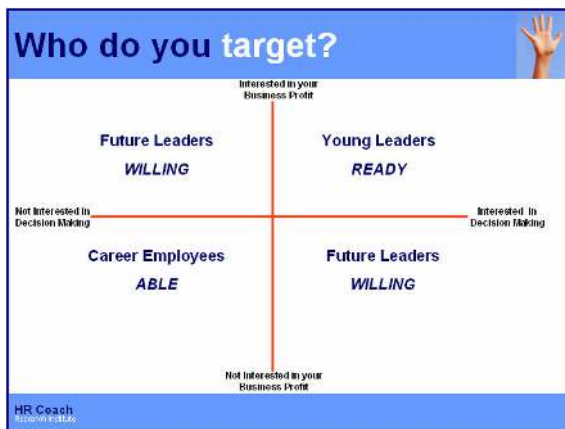 Who do you target?
Interested in your
Business Profit
Future Leaders
WILLING
Young Leaders
READY
Not Interested in
Decision Making
Interested in
Decision Making
Career Employees
ABLE
Future Leaders
WILLING
Not Interested in your
Business Profit
HR Coach
Research Institute